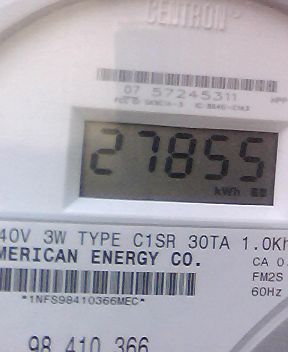 CENTRON
07 57245311
27855
kWh
40V 3W TYPE C1SR 30TA 1.0Kh
MERICAN ENERGY CO.
CA 0.
FM2S
60Hz
*1NFS98410366MEC*
98 410 366